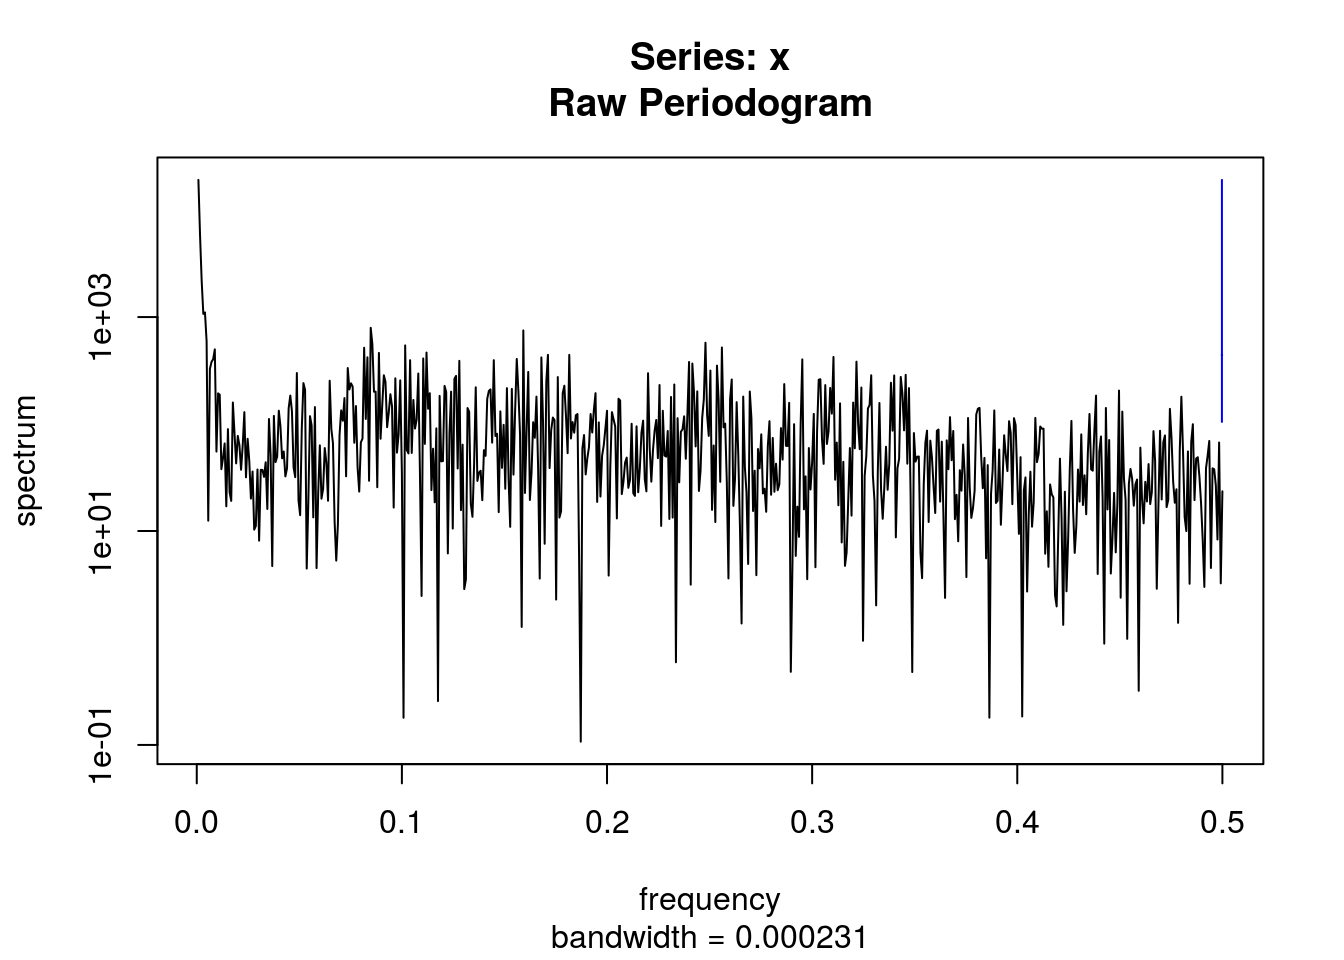 Series: x
Raw Periodogram
spectrum
1e+03
1e+01
1e-01
0.0 0.1 0.2 0.3 0.4 0.5
frequency
bandwidth = 0.000231